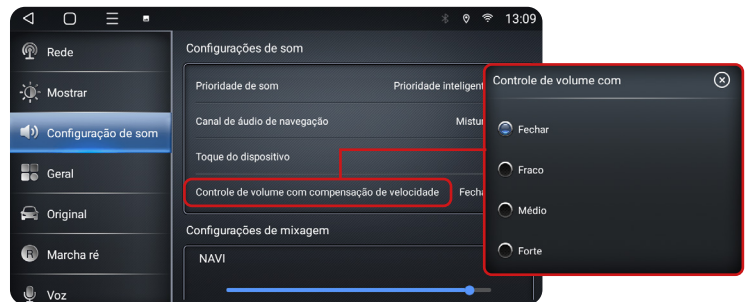 13:09
Rede
Mostrar
Configuração de som
Geral
Original
R Marcha ré
Voz
Configurações de som
Prioridade de som Prioridade inteligent
Canal de áudio de navegação Mistu
Toque do dispositivo
Controle de volume com compensação de velocidade Fech
Configurações de mixagem
NAVI
Controle de volume com
Fechar
Fraco
Médio
Forte